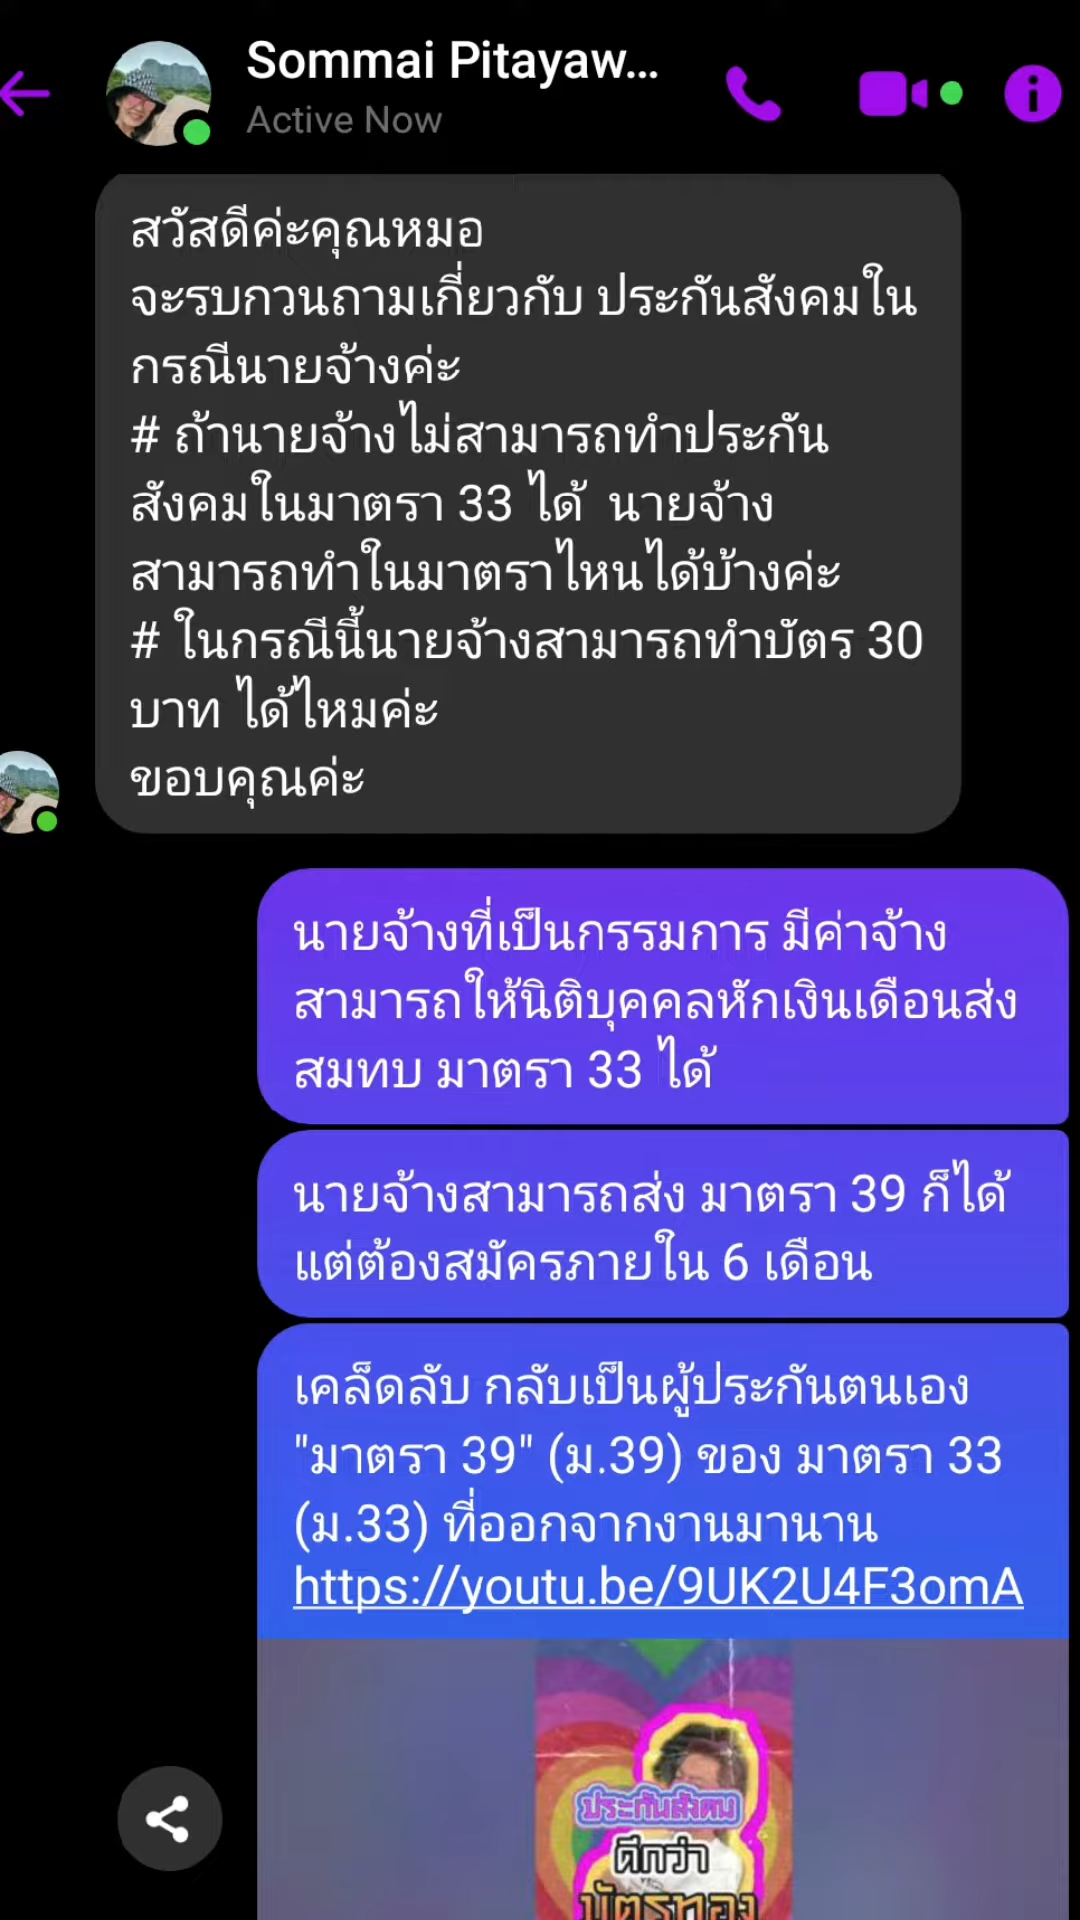 Sommai Pitayaw...
Active Now
สวัสดีค่ะคุณหมอ
จะรบกวนถามเกี่ยวกับ ประกันสังคมใน
กรณีนายจ้างค่ะ
# ถ้านายจ้างไม่สามารถทำประกัน
สังคมในมาตรา 33 ได้ นายจ้าง
สามารถทำในมาตราไหนได้บ้างค่ะ
# ในกรณีนี้นายจ้างสามารถทำบัตร 30
บาท ได้ไหมค่ะ
ขอบคุณค่ะ
นายจ้างที่เป็นกรรมการ มีค่าจ้าง
สามารถให้นิติบุคคลหักเงินเดือนส่ง
สมทบ มาตรา 33 ได้
นายจ้างสามารถส่ง มาตรา 39 ก็ได้
แต่ต้องสมัครภายใน 6 เดือน
เคล็ดลับ กลับเป็นผู้ประกันตนเอง
"มาตรา 39" (ม.39) ของ มาตรา 33
(ม.33) ที่ออกจากงานมานาน
https://youtu.be/9UK2U4F3omA
ประกันสังคม
ดีกว่า
บัตรทอง